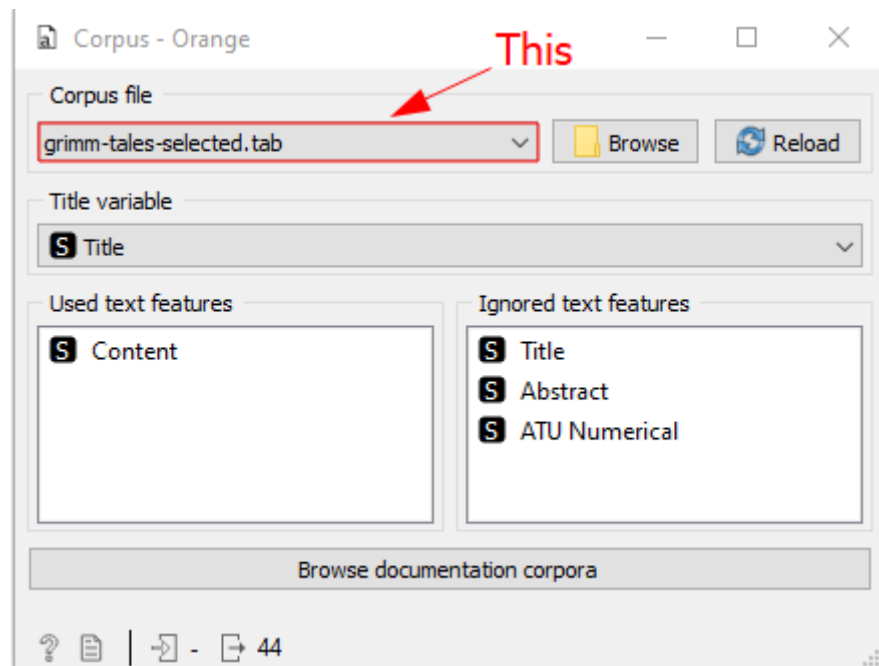 Corpus - Orange
This
Corpus file
grimm-tales-selected.tab
Browse
Reload
Title variable
S Title
Used text features
Ignored text features
S Content
S Title
S Abstract
S ATU Numerical
Browse documentation corpora
? - 44